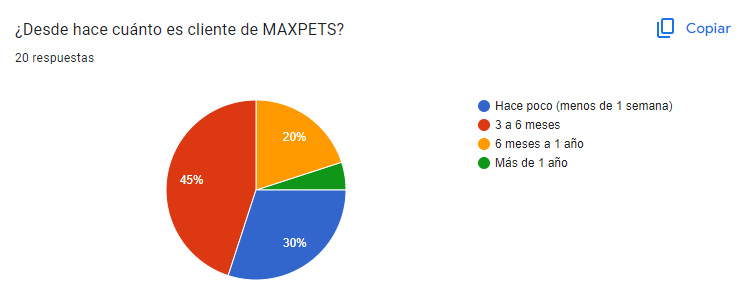 ¿Desde hace cuánto es cliente de MAXPETS?
Copiar
20 respuestas
Hace poco (menos de 1 semana)
3 a 6 meses
6 meses a 1 año
Más de 1 año
20%
45%
30%